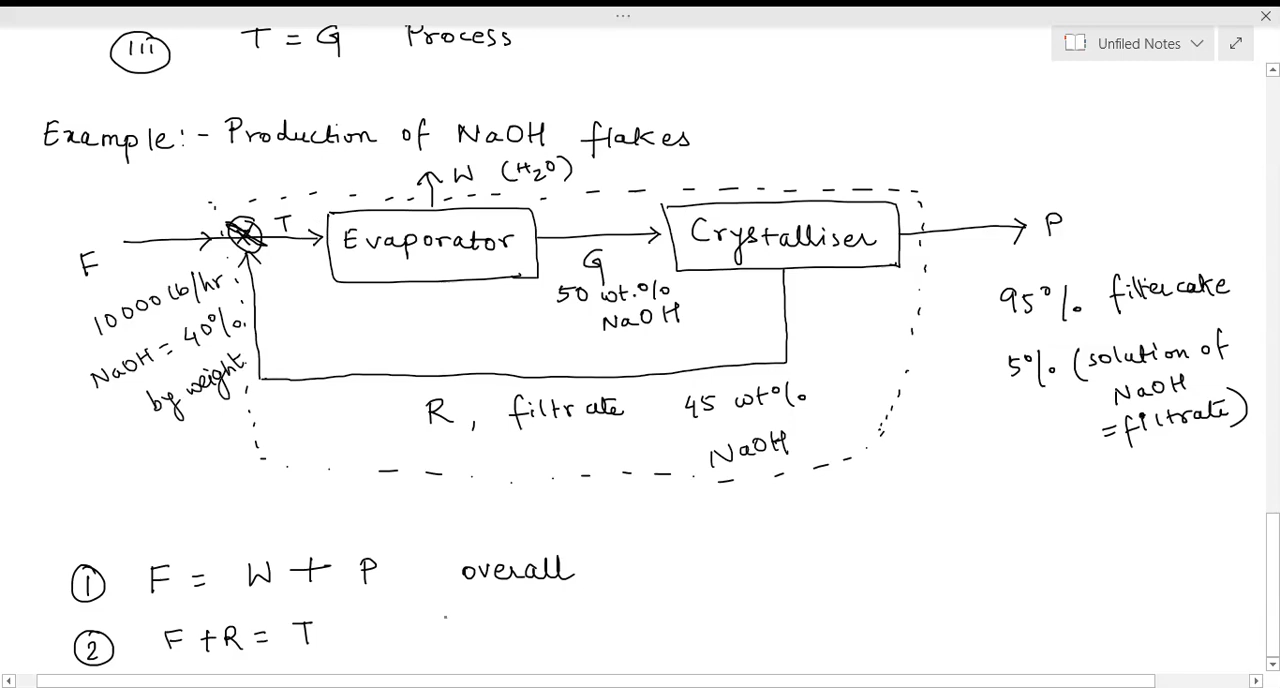 III T = G Process
Unfiled Notes
Example:- Production of NaOH flakes
W (H2O)
F
T
Evaporator
G
50 wt.%
NaOH
Crystalliser
P
10000 lb/hr
NaOH = 40%.
by weight.
95% filtercake
5% (solution of
NaOH
=filtrate)
R, filtrate 45 wt%
NaOH
1 F = W + P overall
2 F + R = T